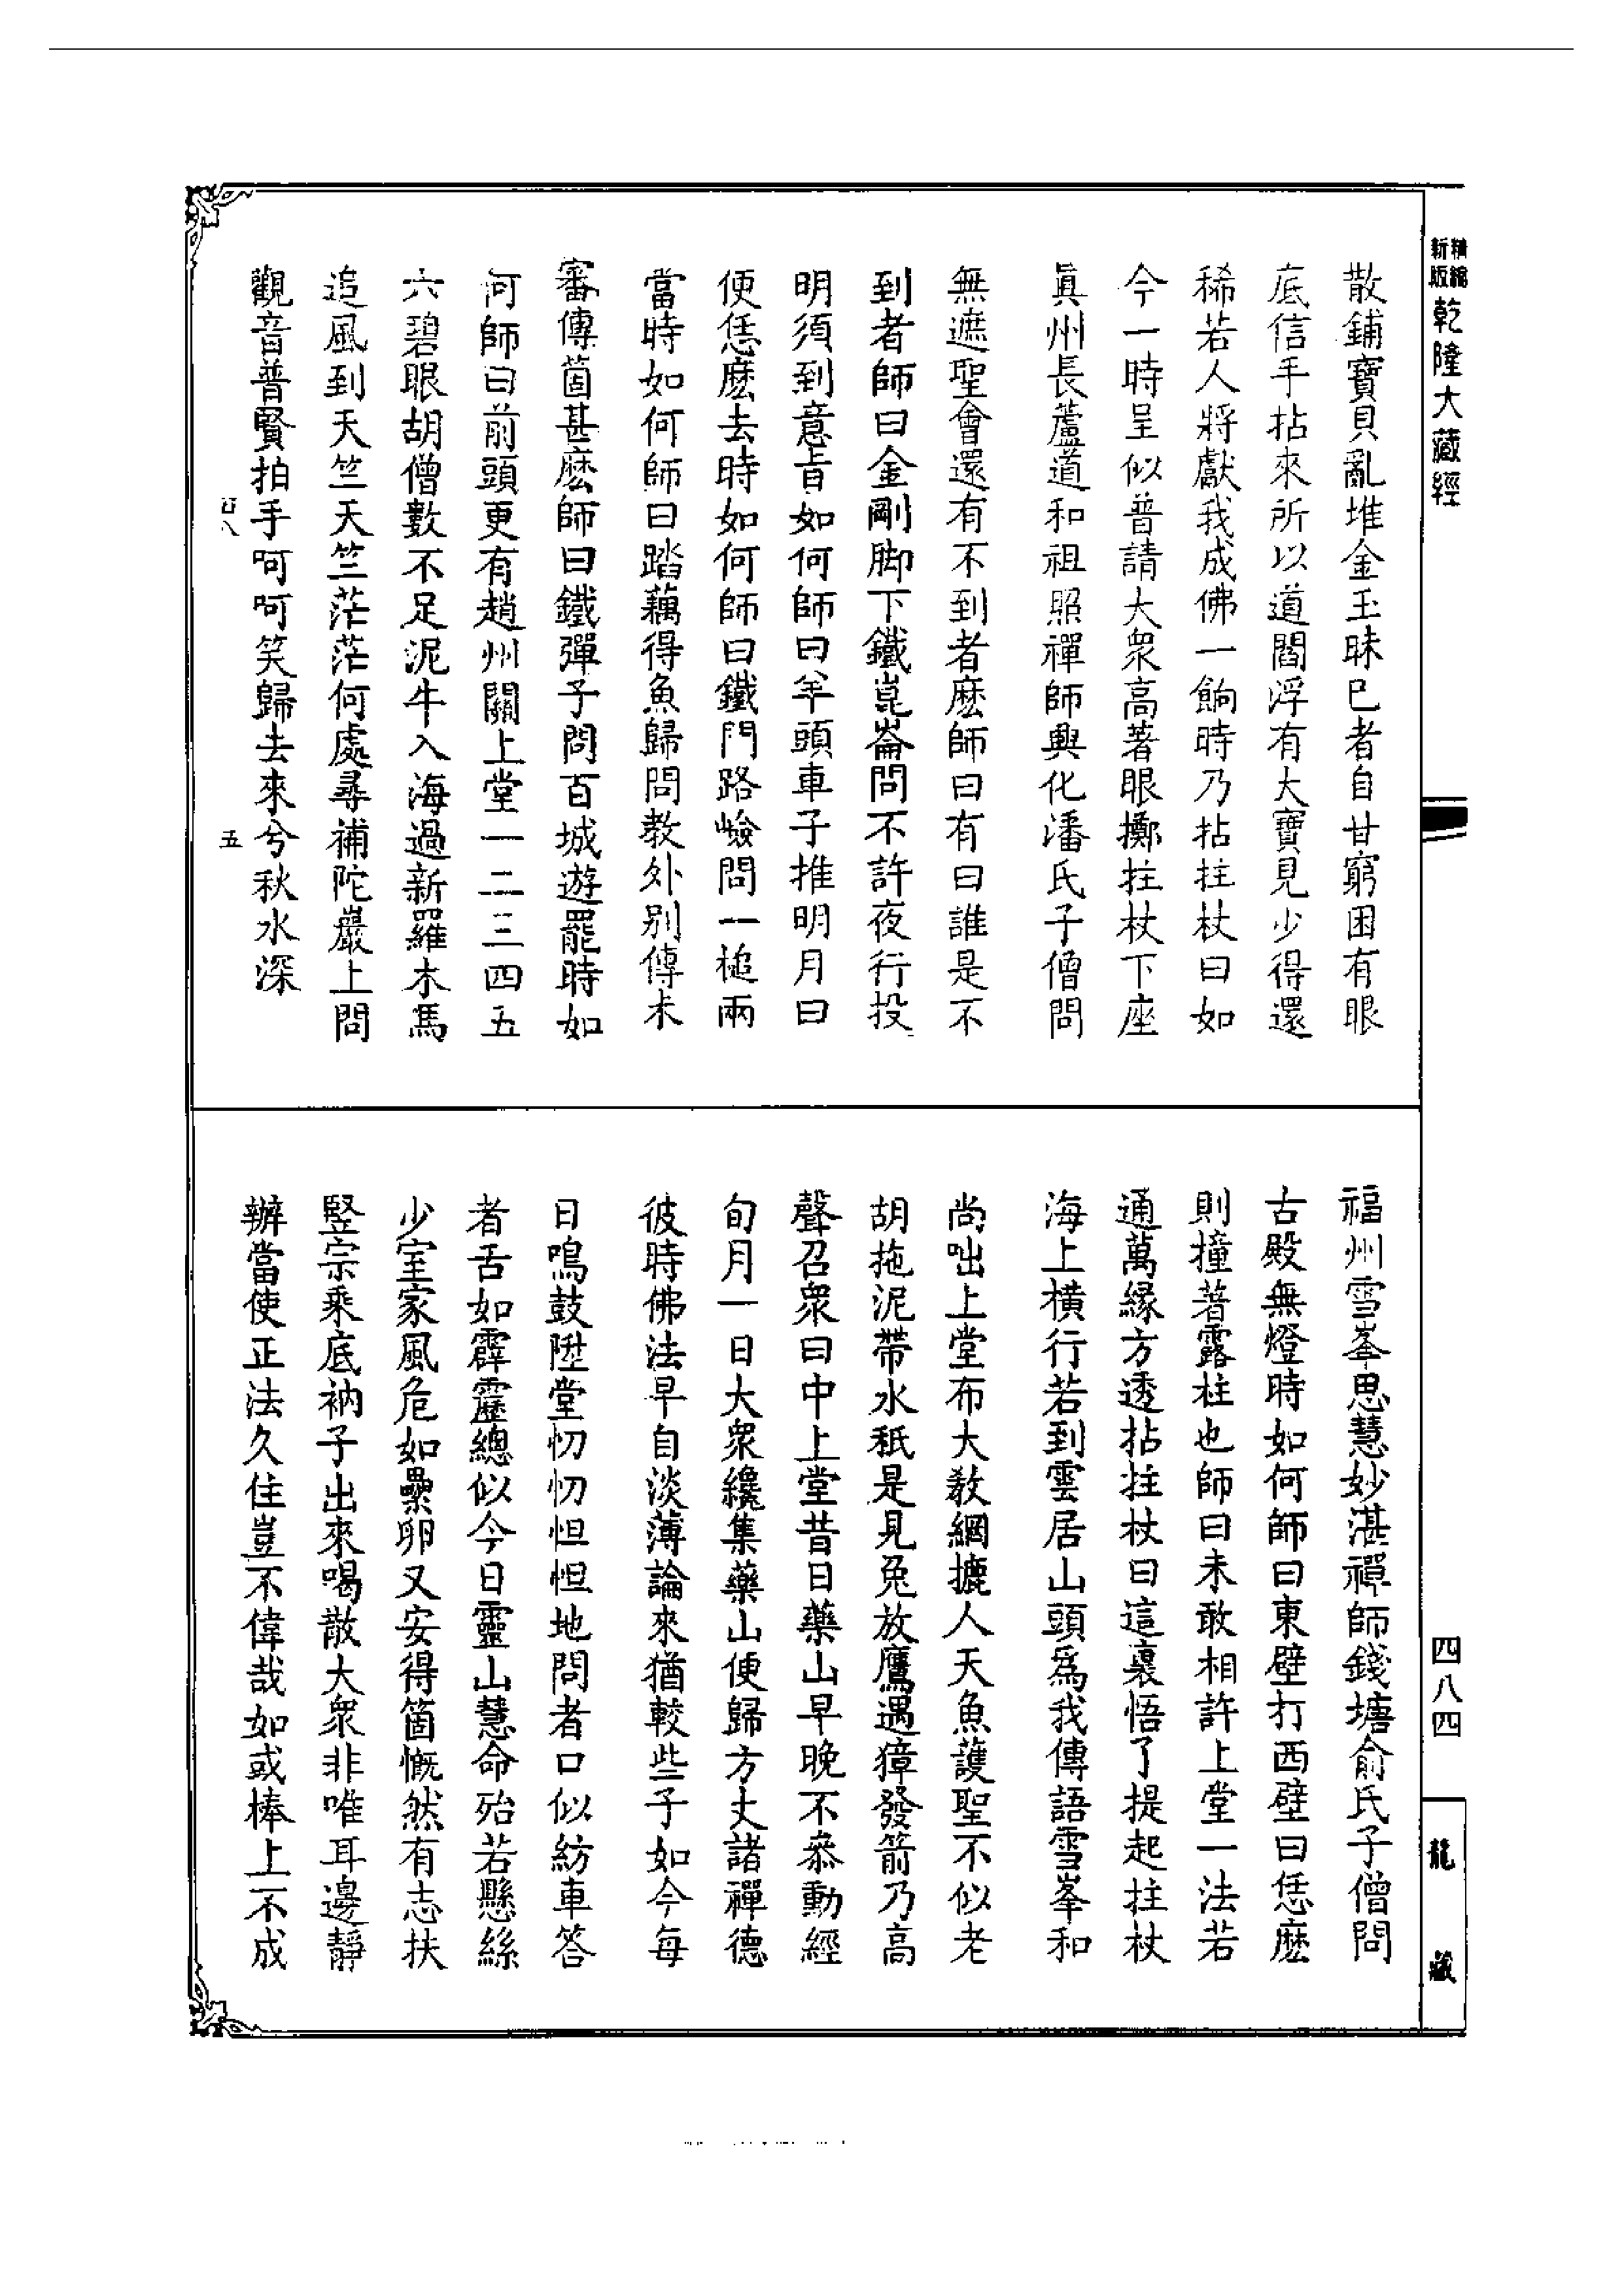 精縮
新版
乾隆大藏經
四八四
龍藏
散鋪寶貝亂堆金玉昧巳者自甘窮困有眼
底信手拈來所以道閻浮有大寶見少得還
稀若人將獻我成佛一餉時乃拈拄杖曰如
今一時呈似普請大衆高著眼擲拄杖下座
眞州長蘆道和祖照禪師興化潘氏子僧問
無遮聖會還有不到者麽師曰有曰誰是不
到者師曰金剛脚下鐵崑崙問不許夜行投
明須到意旨如何師曰羊頭車子推明月曰
便恁麽去時如何師曰鐵門路嶮問一槌兩
當時如何師曰踏藕得魚歸問教外别傳未
審傳箇甚麽師曰鐵彈子問百城遊罷時如
何師曰前頭更有趙州關上堂一二三四五
六碧眼胡僧數不足泥牛入海過新羅木馬
追風到天竺天竺茫茫何處尋補陀巖上問
觀音普賢拍手呵呵笑歸去來兮秋水深
五
福州雪峯思慧妙湛禪師錢塘俞氏子僧問
古殿無燈時如何師曰東壁打西壁曰恁麽
則撞著露柱也師曰未敢相許上堂一法若
通萬緣方透拈拄杖曰這裏悟了提起拄杖
海上橫行若到雲居山頭爲我傳語雪峯和
尚咄上堂布大教網摝人天魚護聖不似老
胡拖泥帶水秖是見兔放鷹遇獐發箭乃高
聲召衆曰中上堂昔日藥山早晚不叅動經
旬月一日大衆纔集藥山便歸方丈諸禪德
彼時佛法早自淡薄論來猶較些子如今每
日鳴鼓陞堂忉忉怛怛地問者口似紡車答
者舌如霹靂總似今日靈山慧命殆若懸絲
少室家風危如纍卵又安得箇慨然有志扶
竪宗乘底衲子出來喝散大衆非唯耳邊靜
辦當使正法久住豈不偉哉如或棒上不成